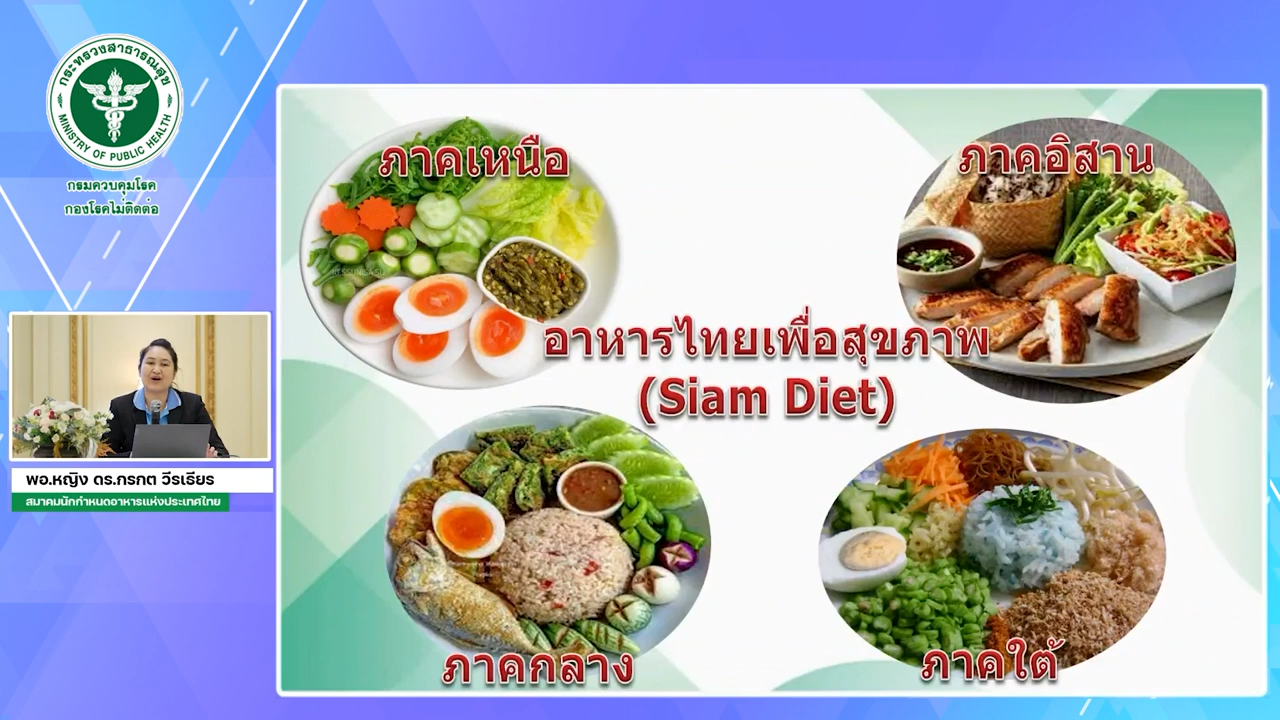 กระทรวงสาธารณสุข
MINISTRY OF PUBLIC HEALTH
กรมควบคุมโรค
กองโรคไม่ติดต่อ
ภาคเหนือ
ภาคอิสาน
อาหารไทยเพื่อสุขภาพ
(Siam Diet)
ภาคกลาง
ภาคใต้
พอ.หญิง ดร.กรกต วีรเธียร
สมาคมนักกำหนดอาหารแห่งประเทศไทย